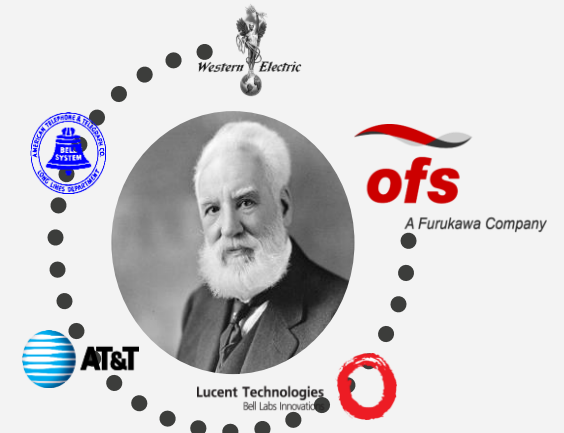 Western Electric
AMERICAN TELEPHONE & TELEGRAPH CO.
BELL
SYSTEM
LONG LINES DEPARTMENT
ofs
A Furukawa Company
AT&T
Lucent Technologies
Bell Labs Innovations